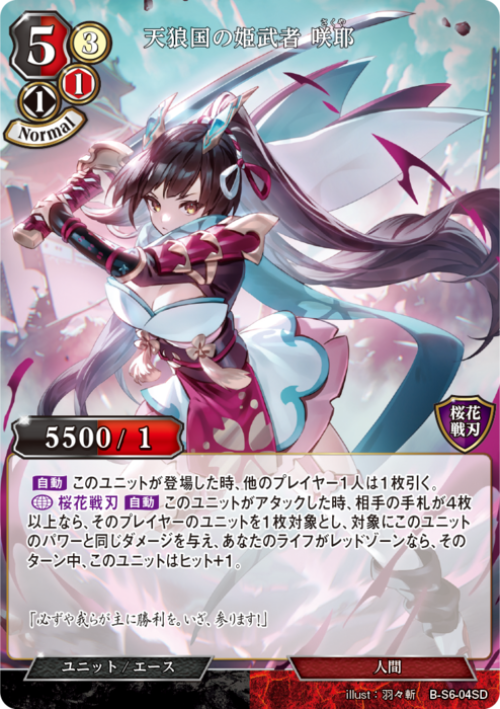 天狼国の姫武者 咲耶
さくや
5
3
1
1
Normal
桜花
戦刃
5500 / 1
自動 このユニットが登場した時、他のプレイヤー1人は1枚引く。
桜花戦刃 自動 このユニットがアタックした時、相手の手札が4枚
以上なら、そのプレイヤーのユニットを1枚対象とし、対象にこのユニット
のパワーと同じダメージを与え、あなたのライフがレッドゾーンなら、その
ターン中、このユニットはヒット+1。
「必ずや我らが主に勝利を。いざ、参ります!」
ユニット / エース
人間
illust:羽々斬 B-S6-04SD